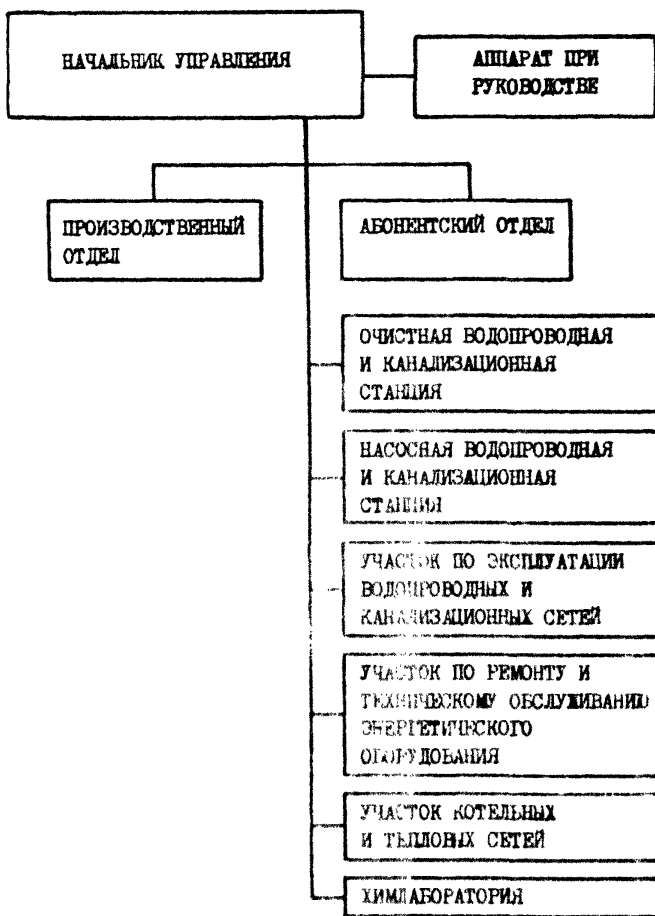 НАЧАЛЬНИК УПРАВЛЕНИЯ
АППАРАТ ПРИ
РУКОВОДСТВЕ
ПРОИЗВОДСТВЕННЫЙ
ОТДЕЛ
АБОНЕНТСКИЙ ОТДЕЛ
ОЧИСТНАЯ ВОДОПРОВОДНАЯ
И КАНАЛИЗАЦИОННАЯ
СТАНЦИЯ
НАСОСНАЯ ВОДОПРОВОДНАЯ
И КАНАЛИЗАЦИОННАЯ
СТАНЦИЯ
УЧАСТОК ПО ЭКСПЛУАТАЦИИ
ВОДОПРОВОДНЫХ И
КАНАЛИЗАЦИОННЫХ СЕТЕЙ
УЧАСТОК ПО РЕМОНТУ И
ТЕХНИЧЕСКОМУ ОБСЛУЖИВАНИЮ
ЭНЕРГЕТИЧЕСКОГО
ОБОРУДОВАНИЯ
УЧАСТОК КОТЕЛЬНЫХ
И ТЕПЛОВЫХ СЕТЕЙ
ХИМЛАБОРАТОРИЯ